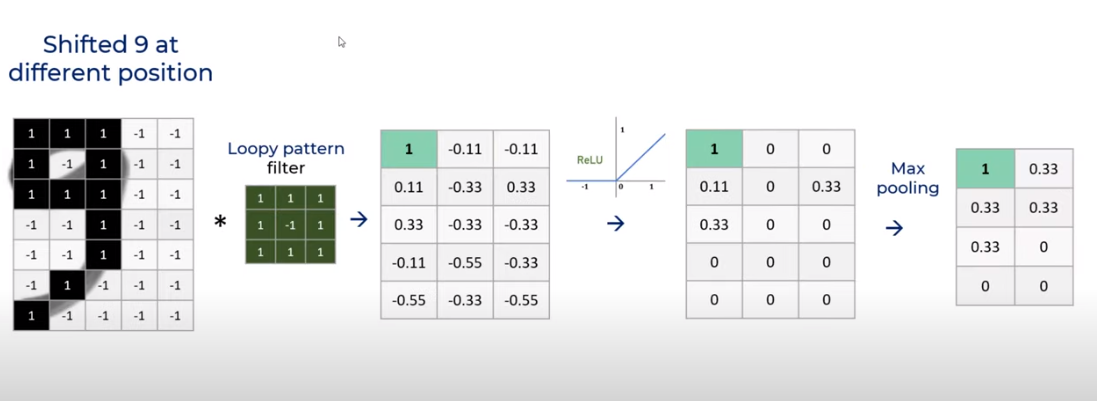 Shifted 9 at
different position
1 1 1 -1 -1
1 -1 1 -1 -1
1 1 1 -1 -1
-1 -1 1 -1 -1
-1 -1 1 -1 -1
-1 1 -1 -1 -1
1 -1 -1 -1 -1
*
Loopy pattern
filter
1 1 1
1 -1 1
1 1 1
→
1 -0.11 -0.11
0.11 -0.33 0.33
0.33 -0.33 -0.33
-0.11 -0.55 -0.33
-0.55 -0.33 -0.55
ReLU
1
-1 0 1
→
1 0 0
0.11 0 0.33
0.33 0 0
0 0 0
0 0 0
Max
pooling
→
1 0.33
0.33 0.33
0.33 0
0 0